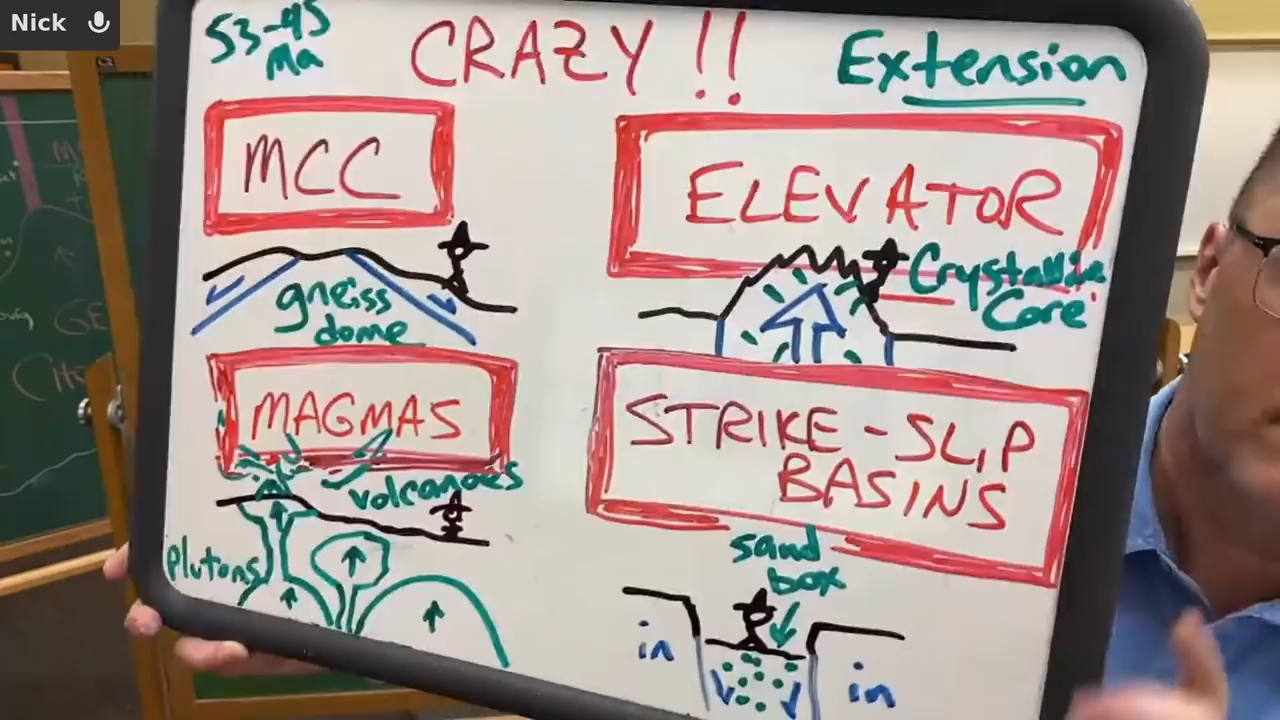 Nick
53-45
Ma
CRAZY !!
Extension
MCC
gneiss
dome
ELEVATOR
Crystalline
Core
MAGMAS
volcanoes
plutons
STRIKE-SLIP
BASINS
sand
box
in
in
GE